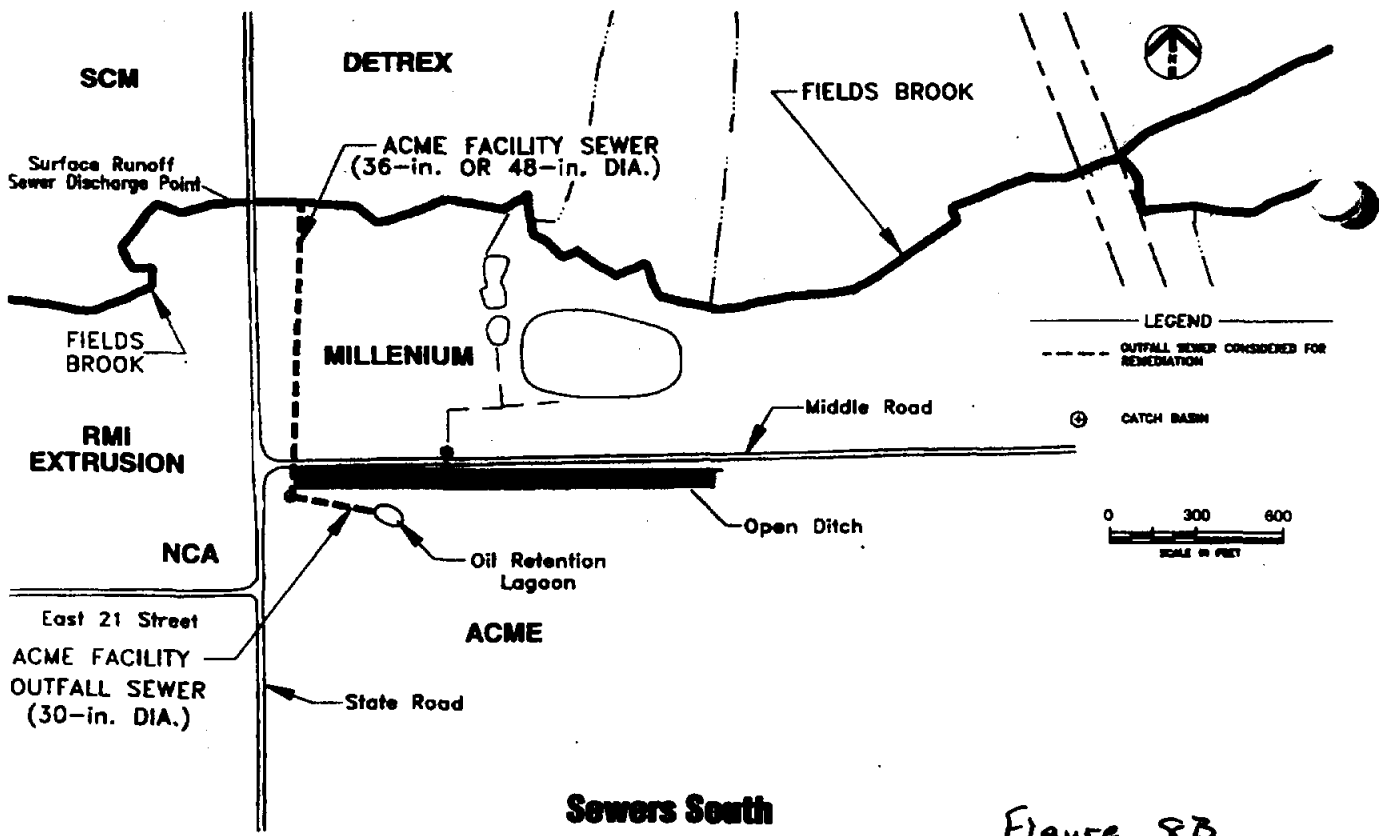 SCM
DETREX
FIELDS BROOK
ACME FACILITY SEWER
(36-in. OR 48-in. DIA.)
Surface Runoff
Sewer Discharge Point
FIELDS
BROOK
MILLENIUM
LEGEND
OUTFALL SEWER CONSIDERED FOR
REMEDIATION
CATCH BASIN
Middle Road
RMI
EXTRUSION
0 300 600
SCALE IN FEET
Open Ditch
NCA
Oil Retention
Lagoon
East 21 Street
ACME
ACME FACILITY
OUTFALL SEWER
(30-in. DIA.)
State Road
Sewers South
Figure 8B